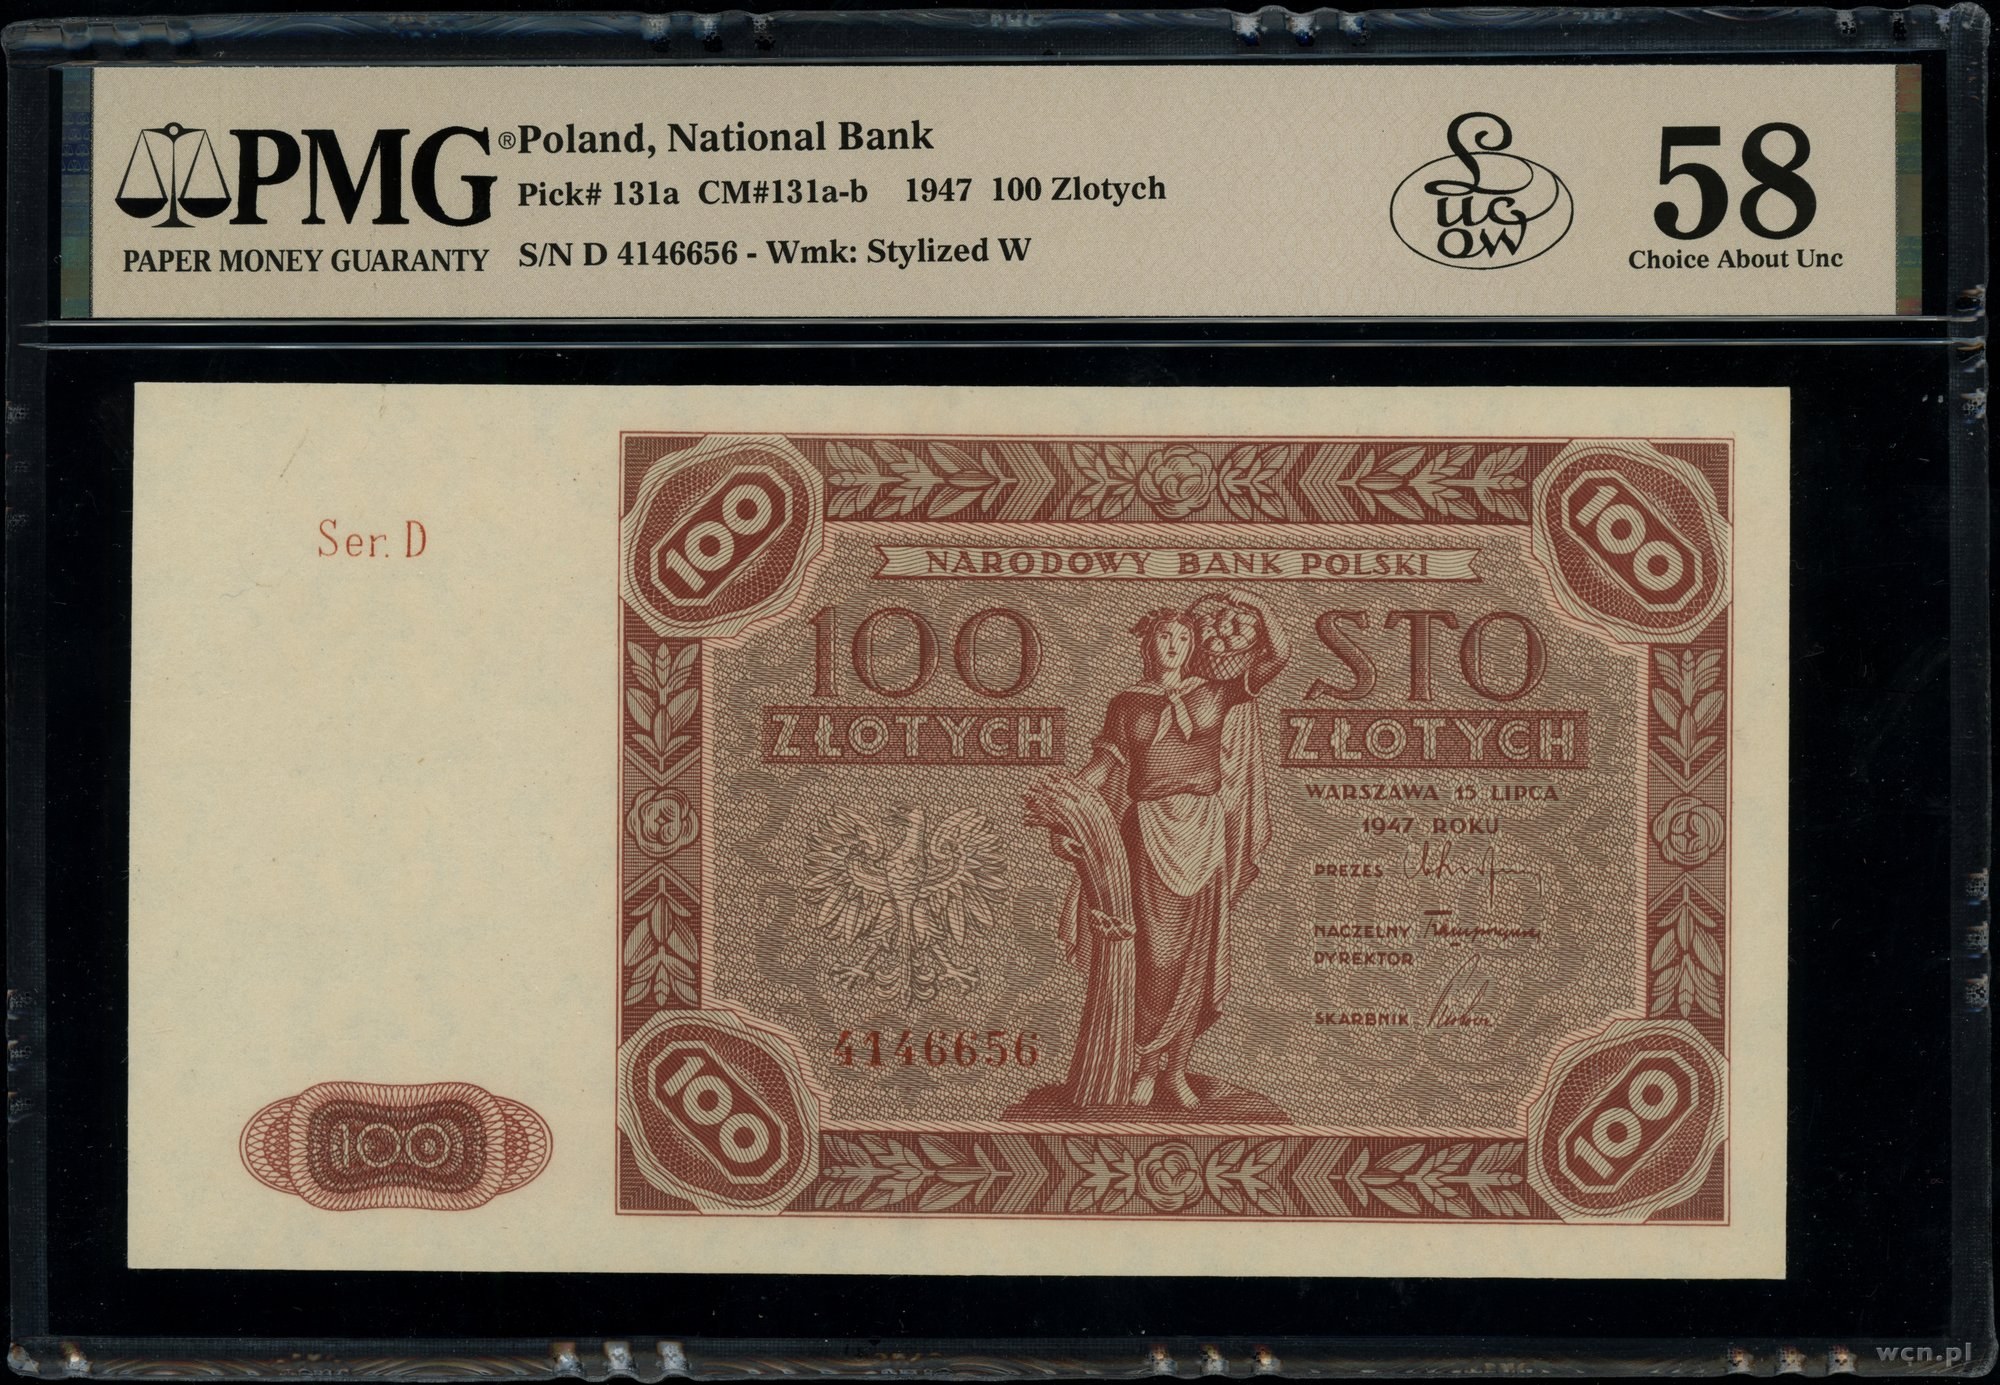 PMG®
PAPER MONEY GUARANTY
Poland, National Bank
Pick# 131a CM#131a-b 1947 100 Zlotych
S/N D 4146656 - Wmk: Stylized W
Lucow
58
Choice About Unc
Ser. D
100
100
100
NARODOWY BANK POLSKI
100 STO
ZŁOTYCH ZŁOTYCH
WARSZAWA 15 LIPCA
1947 ROKU
PREZES
NACZELNY
DYREKTOR
SKARBNIK
4146656
100
100
wcn.pl